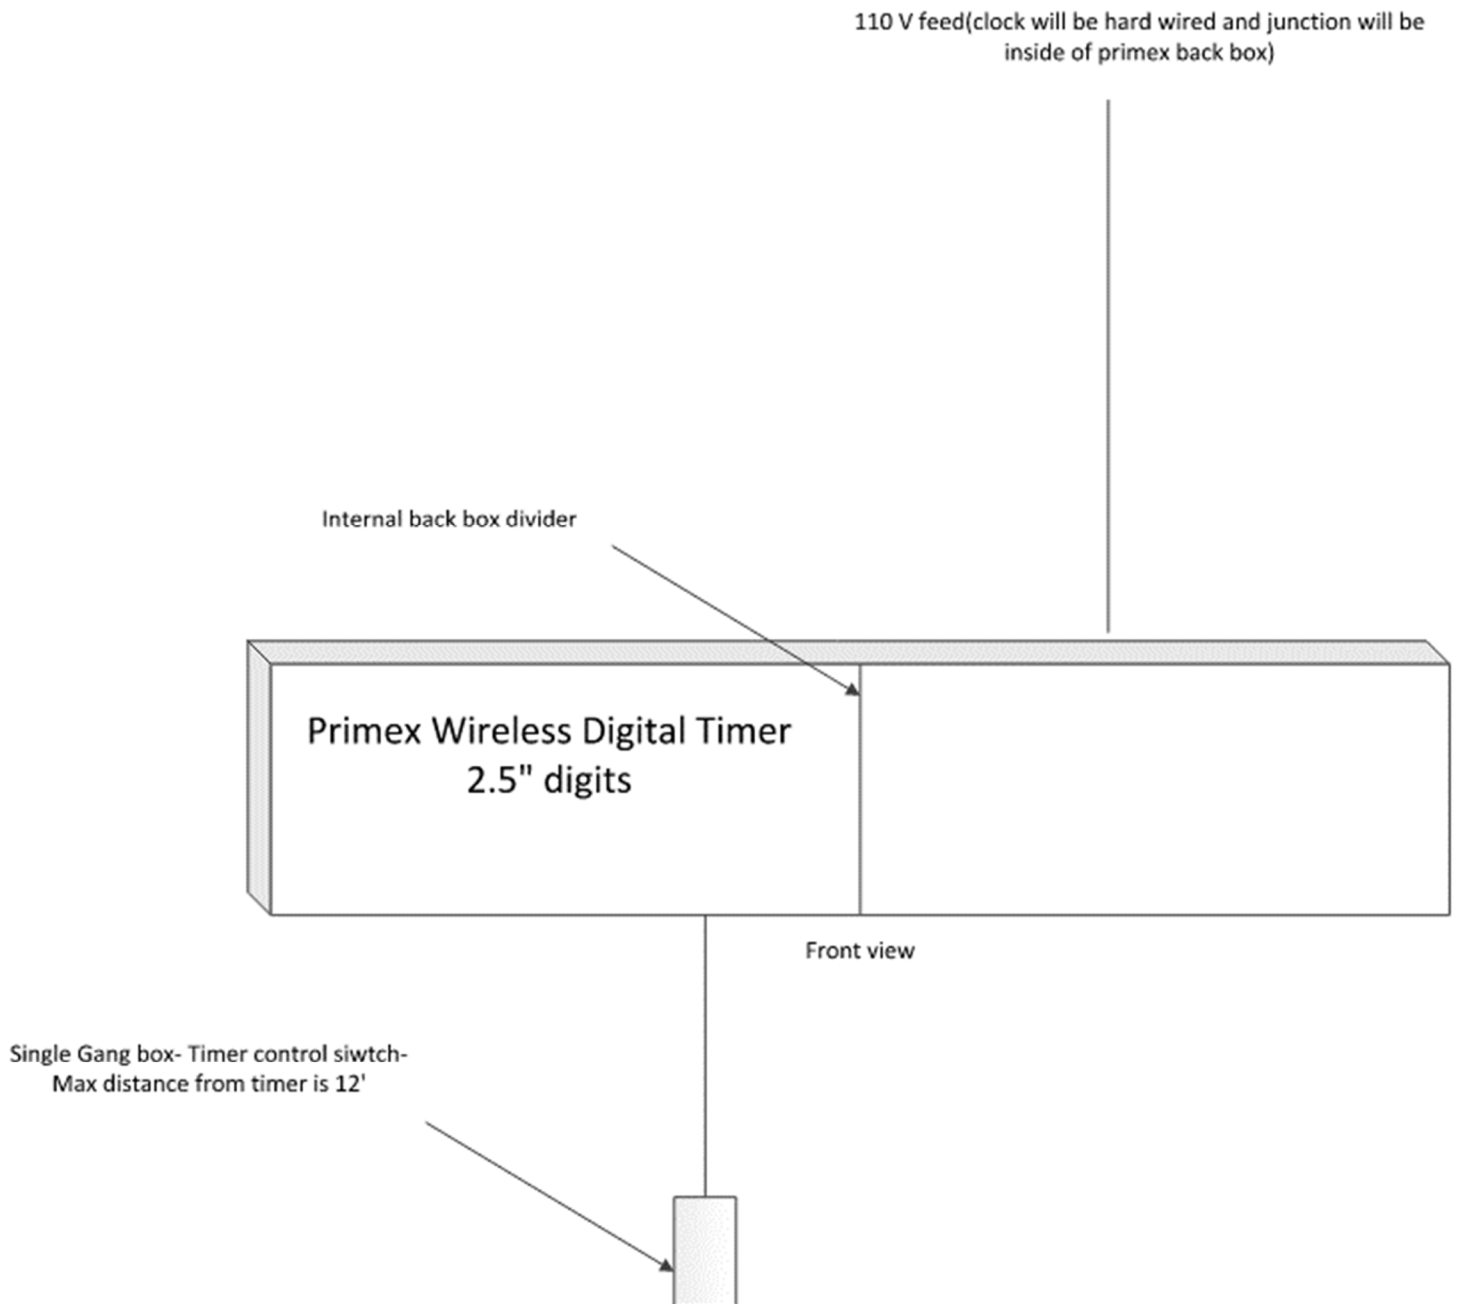 110 V feed(clock will be hard wired and junction will be
inside of primex back box)
Internal back box divider
Primex Wireless Digital Timer
2.5" digits
Front view
Single Gang box- Timer control siwtch-
Max distance from timer is 12'